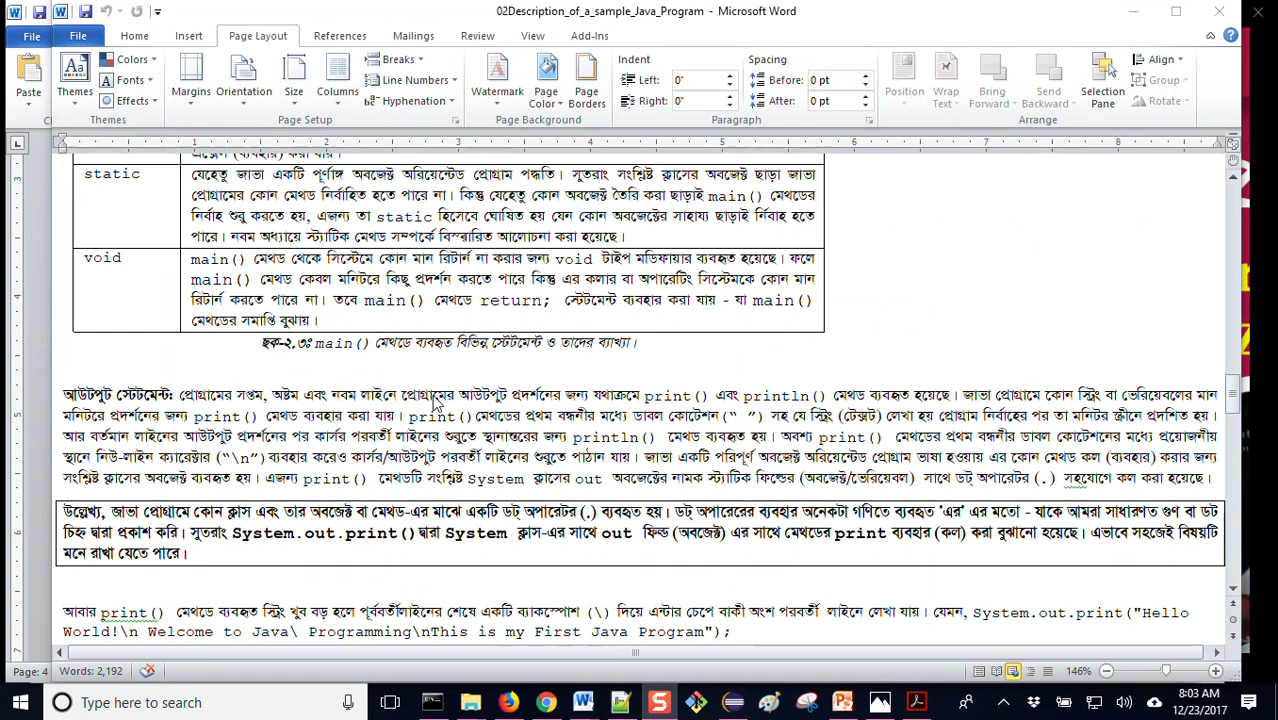 02Description_of_a_sample_Java_Program - Microsoft Word
File File Home Insert Page Layout References Mailings Review View Add-Ins
Paste Themes Colors Fonts Effects Margins Orientation Size Columns Breaks Line Numbers Hyphenation Watermark Page Color Page Borders Indent Left: 0" Right: 0" Spacing Before: 0 pt After: 0 pt Position Wrap Text Bring Forward Send Backward Selection Pane Align Group Rotate
Themes Page Setup Page Background Paragraph Arrange
static যেহেতু জাভা একটি পূর্ণাঙ্গ অবজেক্ট অরিয়েন্টেড প্রোগ্রাম পদ্ধতি। সুতরাং সংশ্লিষ্ট ক্লাসের অবজেক্ট ছাড়া জাভা
প্রোগ্রামের কোন মেথড নির্বাহিত হতে পারে না। কিন্তু যেহেতু কোন অবজেক্ট তৈরি করা ছাড়াই main() মেথডের
নির্বাহ শুরু করতে হয়, এজন্য তা static হিসেবে ঘোষিত হয় যেন কোন অবজেক্টের সাহায্য ছাড়াই র্নিবাহ হতে
পারে। নবম অধ্যায়ে স্ট্যাটিক মেথড সম্পর্কে বিস্তারিত আলোচনা করা হয়েছে।
void main() মেথড থেকে সিস্টেমে কোন মান রিটার্ন না করার জন্য void টাইপ মডিফায়ার ব্যবহৃত হয়েছে। ফলে
main() মেথড কেবল মনিটরে কিছু প্রদর্শন করতে পারে কিন্তু এর কলার বা অপারেটিং সিস্টেমকে কোন মান
রিটার্ন করতে পারে না। তবে main() মেথডে return; স্টেটমেন্ট ব্যবহার করা যায় - যা main()
মেথডের সমাপ্তি বুঝায়।
ছক-২.৩ঃ main() মেথডে ব্যবহৃত বিভিন্ন স্টেটমেন্ট ও তাদের ব্যাখ্যা।
আউটপুট স্টেটমেন্ট: প্রোগ্রামের সপ্তম, অষ্টম এবং নবম লাইনে প্রোগ্রামের আউটপুট প্রদর্শনের জন্য যথাক্রমে print() এবং println() মেথড ব্যবহৃত হয়েছে। জাভা প্রোগ্রামে কোন স্ট্রিং বা ভেরিয়েবলের মান
মনিটরে প্রদর্শনের জন্য print() মেথড ব্যবহার করা যায়। print()মেথডের প্রথম বন্ধনীর মধ্যে ডাবল কোটেশন(“ ”) সহ যে স্ট্রিং (টেক্সট) লেখা হয় প্রোগ্রাম নির্বাহের পর তা মনিটর স্ক্রীনে প্রদর্শিত হয়।
আর বর্তমান লাইনের আউটপুট প্রদর্শনের পর কার্সর পরবর্তী লাইনের শুরুতে স্থানান্তরের জন্য println() মেথড ব্যবহৃত হয়। অবশ্য print() মেথডের প্রথম বন্ধনীর ডাবল কোটেশনের মধ্যে প্রয়োজনীয়
স্থানে নিউ-লাইন ক্যারেক্টার (“\n”)ব্যবহার করেও কার্সর/আউটপুট পরবর্তী লাইনের শুরুতে পাঠান যায়। জাভা একটি পরিপূর্ণ অবজেক্ট অরিয়েন্টেড প্রোগ্রাম ভাষা হওয়ায় এর কোন মেথড কল (ব্যবহার) করার জন্য
সংশ্লিষ্ট ক্লাসের অবজেক্ট ব্যবহৃত হয়। এজন্য print() মেথডটি সংশ্লিষ্ট System ক্লাসের out অবজেক্টের নামক স্ট্যাটিক ফিল্ডের (অবজেক্ট/ভেরিয়েবল) সাথে ডট্ অপারেটর (.) সহযোগে কল করা হয়েছে।
উল্লেখ্য, জাভা প্রোগ্রামে কোন ক্লাস এবং তার অবজেক্ট বা মেথড-এর মাঝে একটি ডট্ অপারেটর (.) ব্যবহৃত হয়। ডট্ অপারেরের ব্যবহার অনেকটা গণিতে ব্যবহৃত 'এর' এর মতো - যাকে আমরা সাধারণত গুণ বা ডট
চিহ্ন দ্বারা প্রকাশ করি। সুতরাং System.out.print()দ্বারা System ক্লাস-এর সাথে out ফিল্ড (অবজেক্ট) এর সাথে মেথডের print ব্যবহার (কল) করা বুঝানো হয়েছে। এভাবে সহজেই বিষয়টি
মনে রাখা যেতে পারে।
আবার print() মেথডে ব্যবহৃত স্ট্রিং খুব বড় হলে পূর্ববর্তীলাইনের শেষে একটি ব্যাকস্পেস (\) দিয়ে এন্টার চেপে বাকী অংশ পরবর্তী লাইনে লেখা যায়। যেমন, System.out.print("Hello
World!\n Welcome to Java\ Programming\nThis is my First Java Program");
Page: 4 Words: 2,192 146%
Type here to search 8:03 AM
12/23/2017